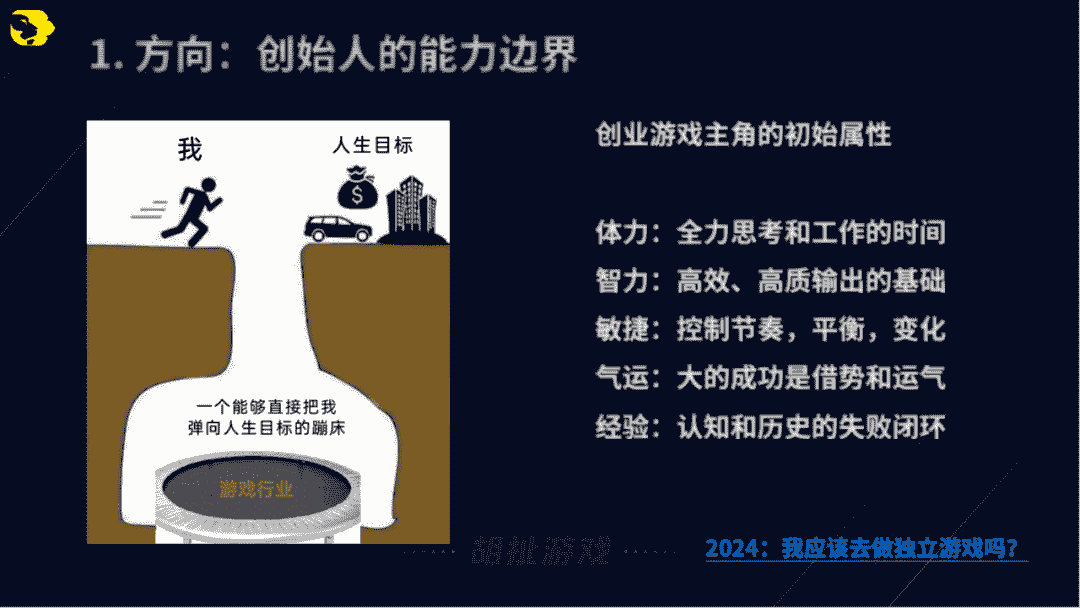 1. 方向：创始人的能力边界
我
人生目标
$
一个能够直接把我
弹向人生目标的蹦床
游戏行业
创业游戏主角的初始属性
体力：全力思考和工作的时间
智力：高效、高质输出的基础
敏捷：控制节奏，平衡，变化
气运：大的成功是借势和运气
经验：认知和历史的失败闭环
胡扯游戏
2024：我应该去做独立游戏吗？